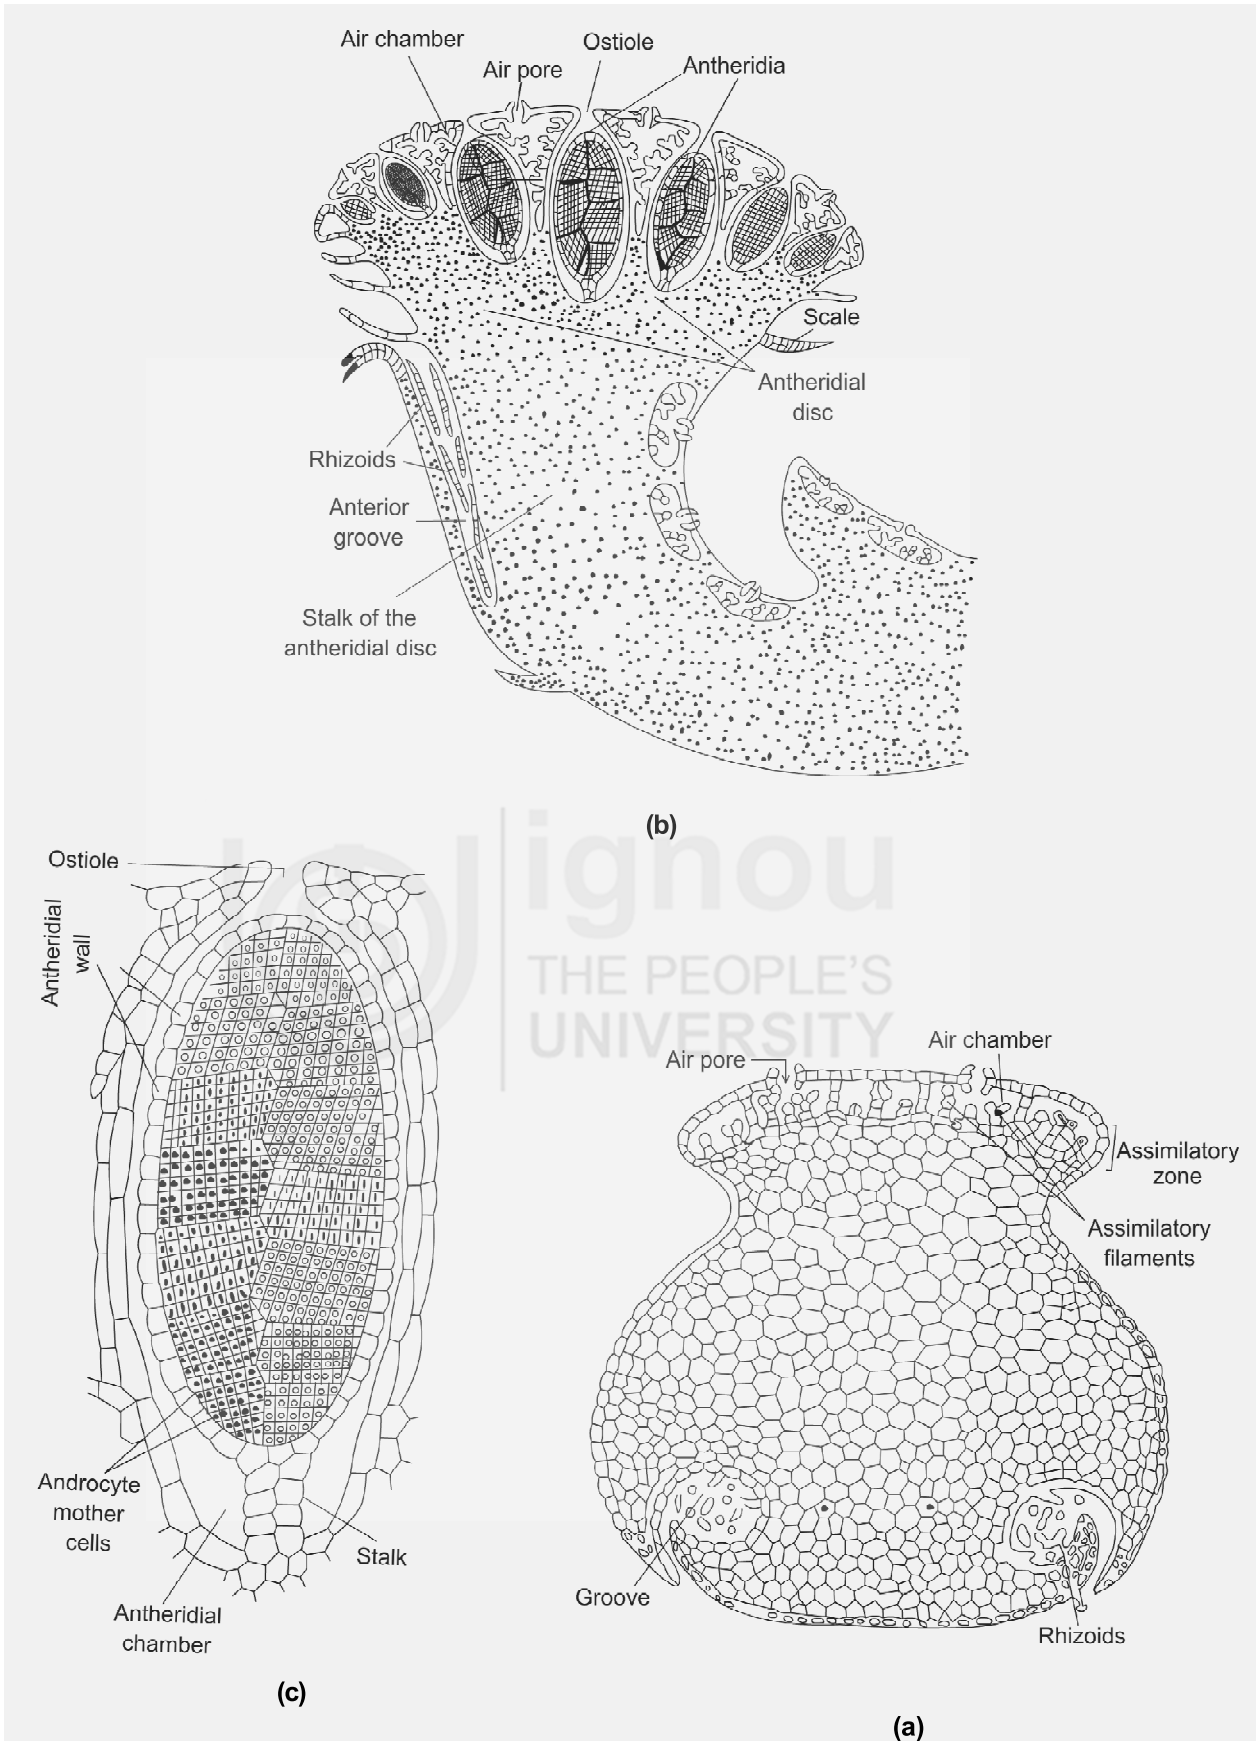 Air chamber
Ostiole
Air pore
Antheridia
Scale
Antheridial
disc
Rhizoids
Anterior
groove
Stalk of the
antheridial disc
(b)
ignou
THE PEOPLE'S
UNIVERSITY
Ostiole
Antheridial
wall
Androcyte
mother
cells
Stalk
Antheridial
chamber
(c)
Air chamber
Air pore
Assimilatory
zone
Assimilatory
filaments
Groove
Rhizoids
(a)